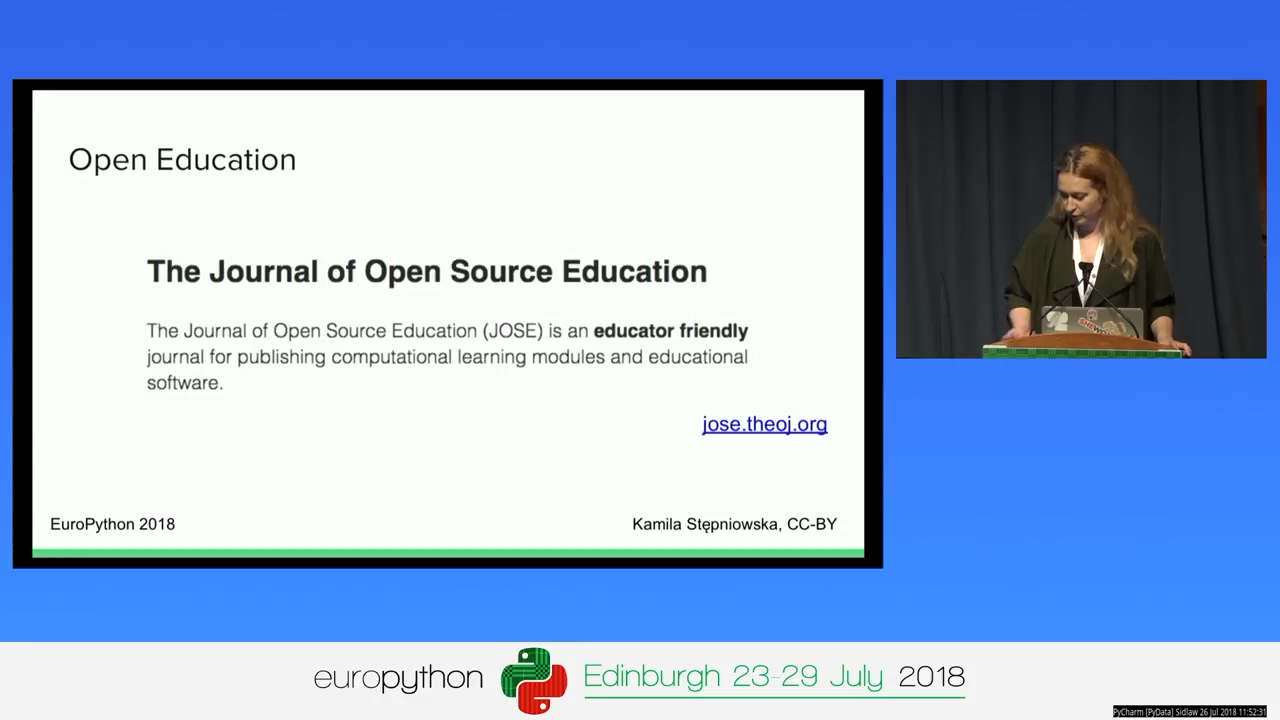 Open Education
The Journal of Open Source Education
The Journal of Open Source Education (JOSE) is an educator friendly
journal for publishing computational learning modules and educational
software.
jose.theoj.org
EuroPython 2018
Kamila Stępniowska, CC-BY
europython
Edinburgh 23-29 July 2018
PyCharm [PyData] Sidlaw 26 Jul 2018 11:52:31